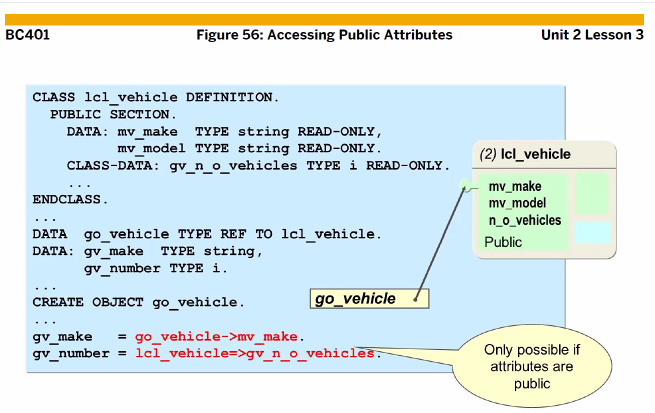 BC401 Figure 56: Accessing Public Attributes Unit 2 Lesson 3
CLASS lcl_vehicle DEFINITION.
PUBLIC SECTION.
DATA: mv_make TYPE string READ-ONLY,
mv_model TYPE string READ-ONLY.
CLASS-DATA: gv_n_o_vehicles TYPE i READ-ONLY.
...
ENDCLASS.
...
DATA go_vehicle TYPE REF TO lcl_vehicle.
DATA: gv_make TYPE string,
gv_number TYPE i.
...
CREATE OBJECT go_vehicle.
...
gv_make = go_vehicle->mv_make.
gv_number = lcl_vehicle=>gv_n_o_vehicles.
(2) lcl_vehicle
mv_make
mv_model
n_o_vehicles
Public
go_vehicle
Only possible if
attributes are
public